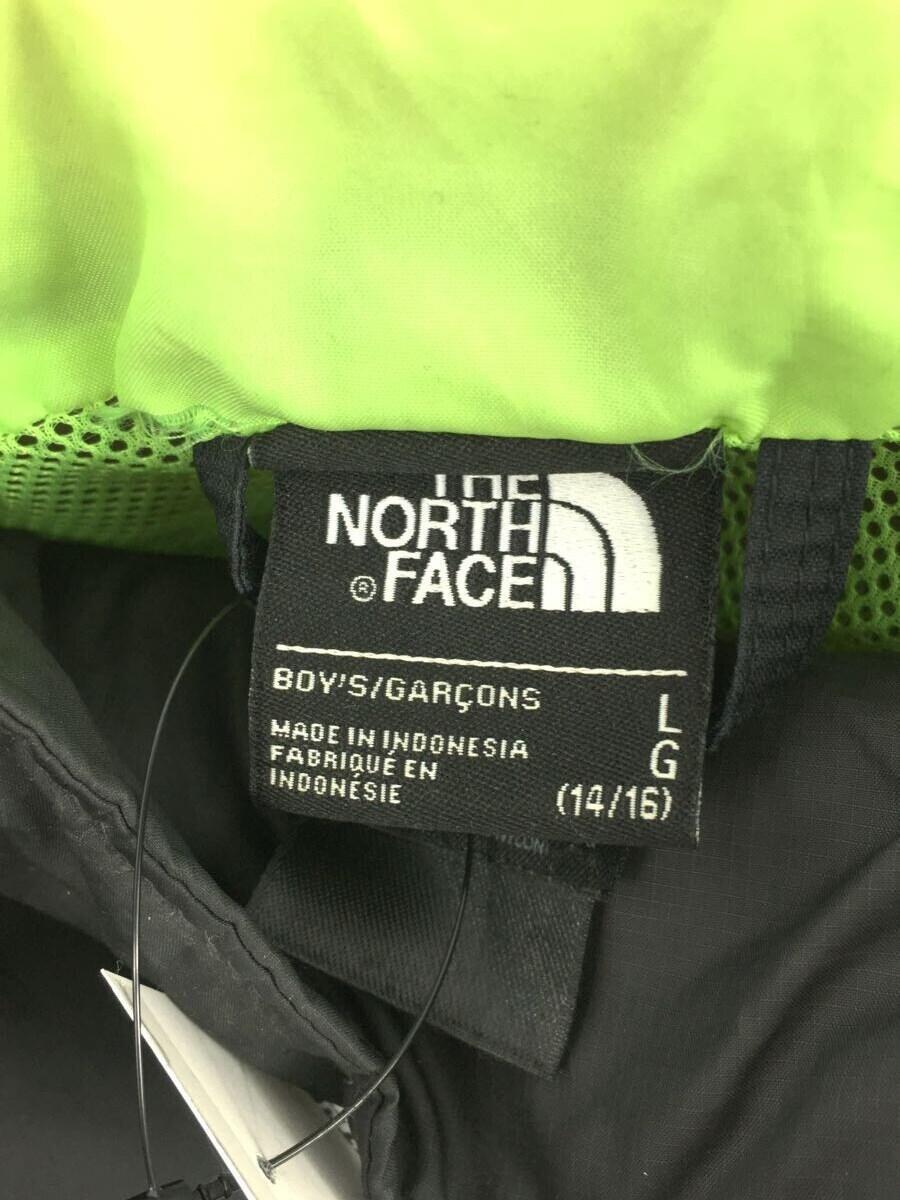 THE
NORTH
® FACE
BOY'S/GARÇONS
L
G
(14/16)
MADE IN INDONESIA
FABRIQUÉ EN
INDONÉSIE